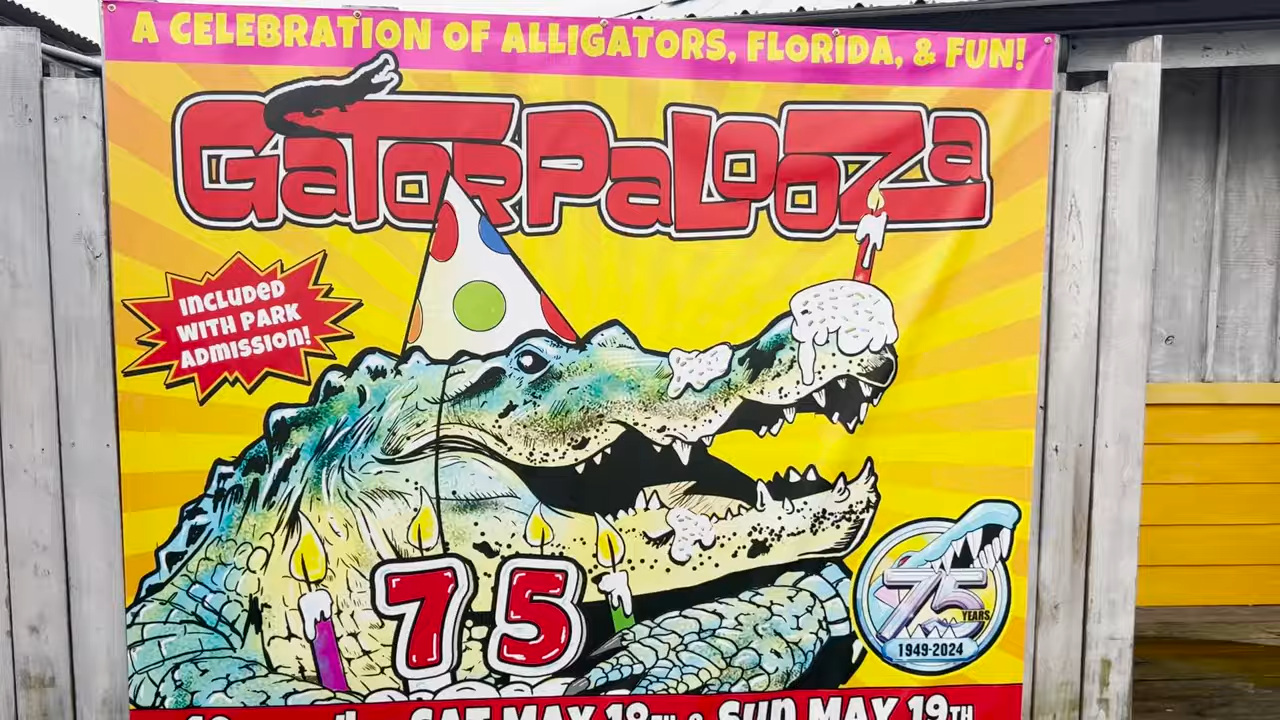 A CELEBRATION OF ALLIGATORS, FLORIDA, & FUN!
GATORPALOOZA
INCLUDED
WITH PARK
ADMISSION!
75
75
YEARS
1949-2024
SAT MAY 18TH & SUN MAY 19TH